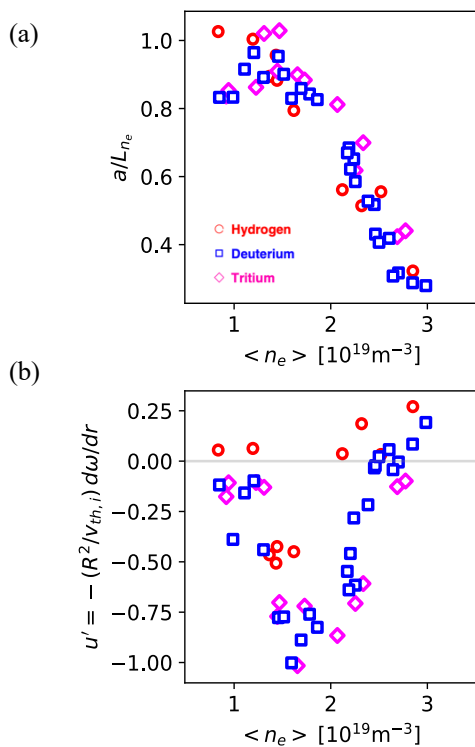 (a)
1.0
0.8
0.6
0.4
a/L_{n_e}
Hydrogen
Deuterium
Tritium
1 2 3
< n_e > [10^{19}m^{-3}]
(b)
0.25
0.00
−0.25
−0.50
−0.75
−1.00
u′ = −(R^2/v_{th,i}) dω/dr
1 2 3
< n_e > [10^{19}m^{-3}]